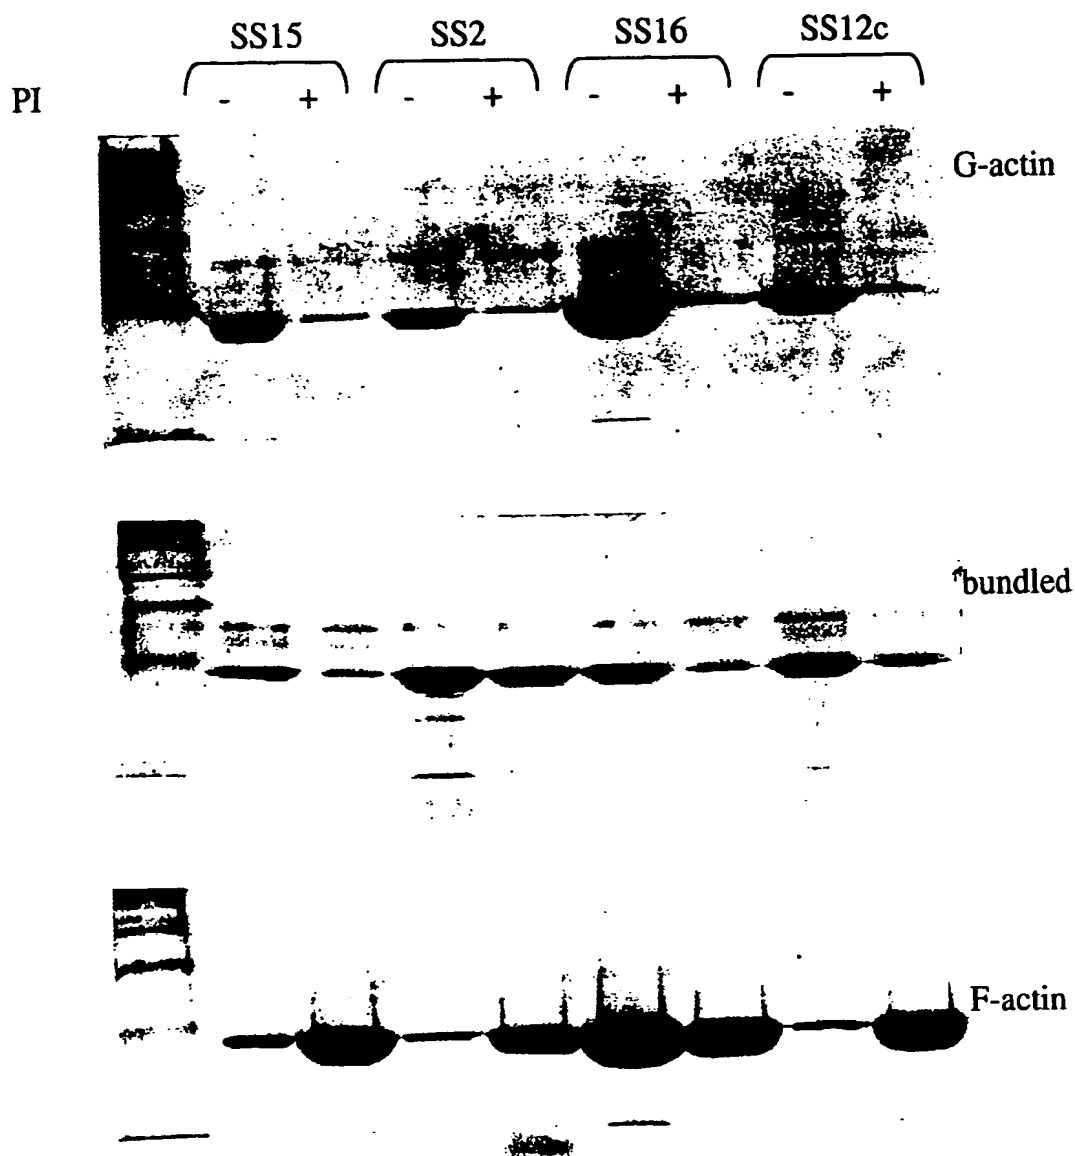 SS15 SS2 SS16 SS12c
PI - + - + - + - +
G-actin
bundled
F-actin